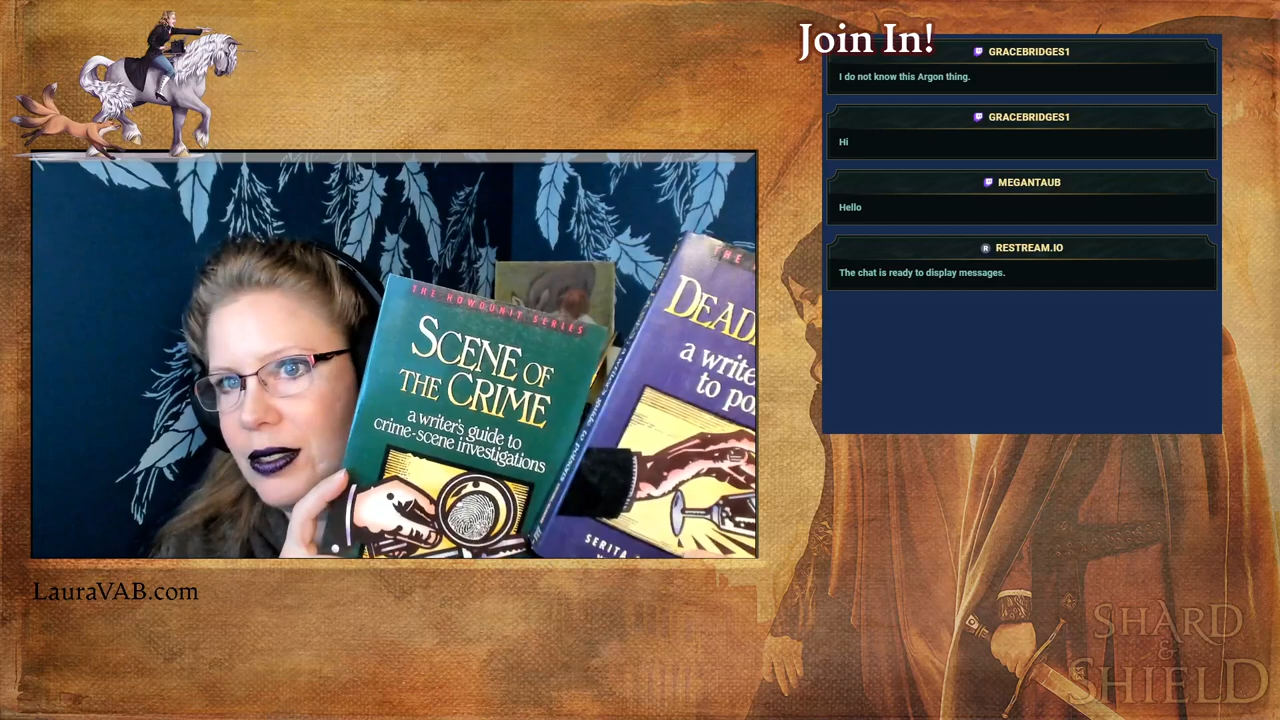 Join In!
GRACEBRIDGES1
I do not know this Argon thing.
GRACEBRIDGES1
Hi
MEGANTAUB
Hello
R RESTREAM.IO
The chat is ready to display messages.
THE HOWDUNIT SERIES
SCENE OF
THE CRIME
a writer's guide to
crime-scene investigations
THE
DEAD
a write
to po
SERITA
LauraVAB.com
SHARD
&
SHIELD